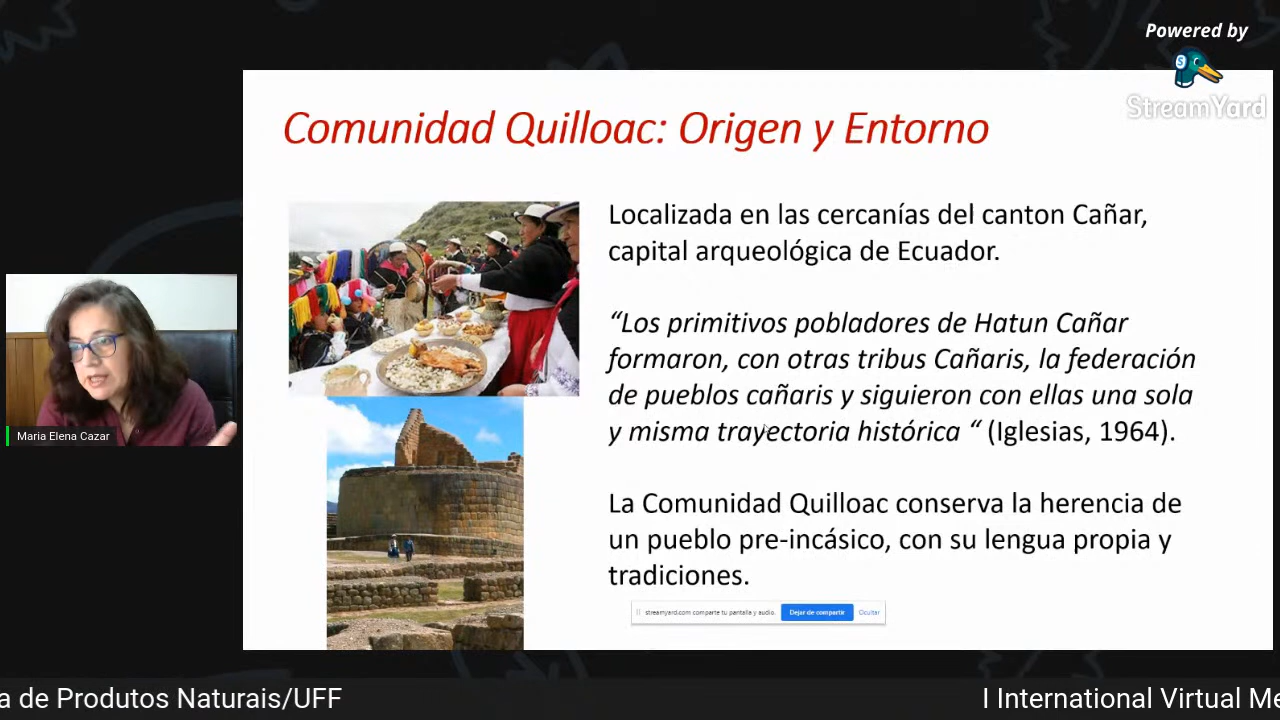 Powered by
StreamYard
Comunidad Quilloac: Origen y Entorno
Localizada en las cercanías del canton Cañar,
capital arqueológica de Ecuador.
“Los primitivos pobladores de Hatun Cañar
formaron, con otras tribus Cañaris, la federación
de pueblos cañaris y siguieron con ellas una sola
y misma trayectoria histórica “ (Iglesias, 1964).
La Comunidad Quilloac conserva la herencia de
un pueblo pre-incásico, con su lengua propia y
tradiciones.
streamyard.com comparte tu pantalla y audio. Dejar de compartir Ocultar
Maria Elena Cazar
a de Produtos Naturais/UFF I International Virtual Me